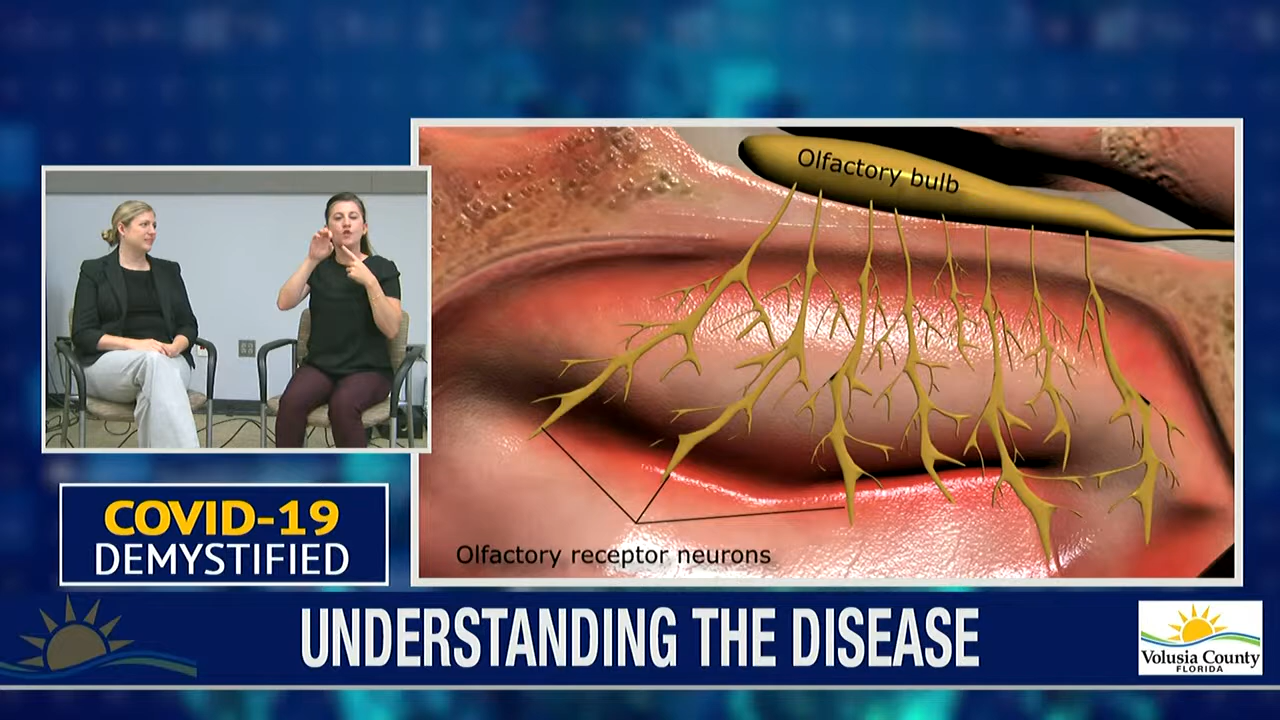 Olfactory bulb
Olfactory receptor neurons
COVID-19
DEMYSTIFIED
UNDERSTANDING THE DISEASE
Volusia County
FLORIDA